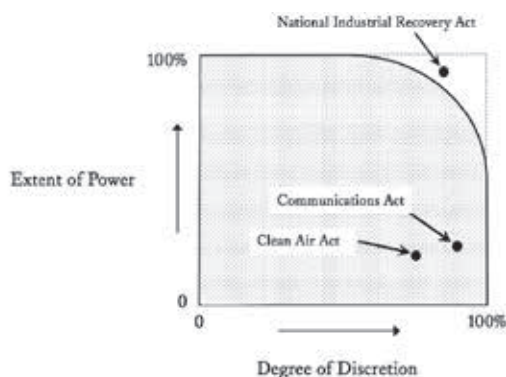 National Industrial Recovery Act
100%
Extent of Power
Communications Act
Clean Air Act
0
0
100%
Degree of Discretion